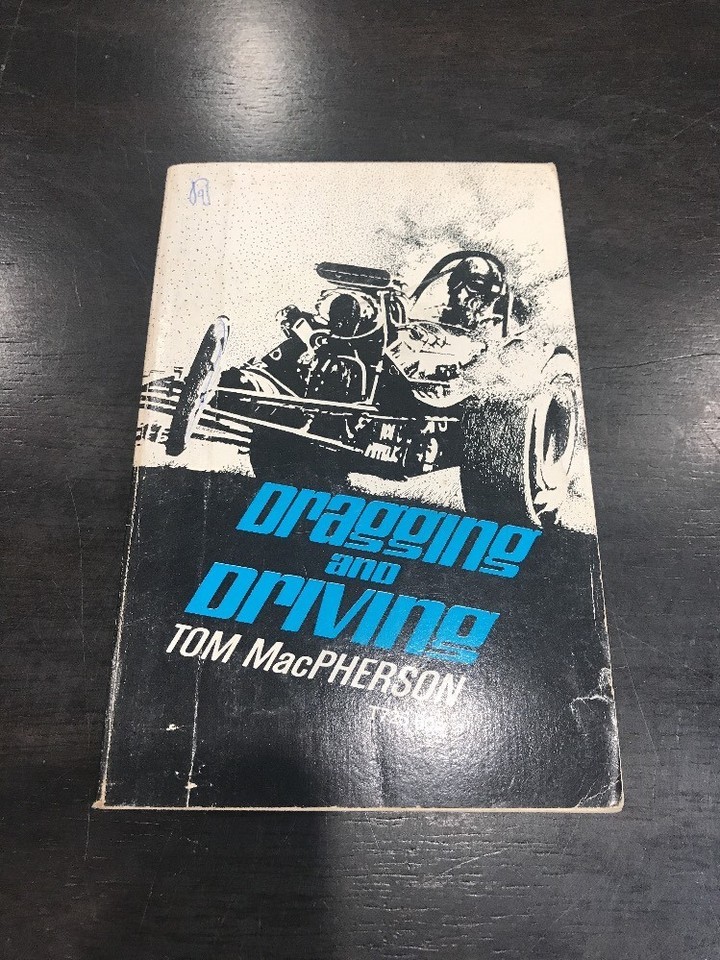 Dragging
and
Driving
TOM MacPHERSON